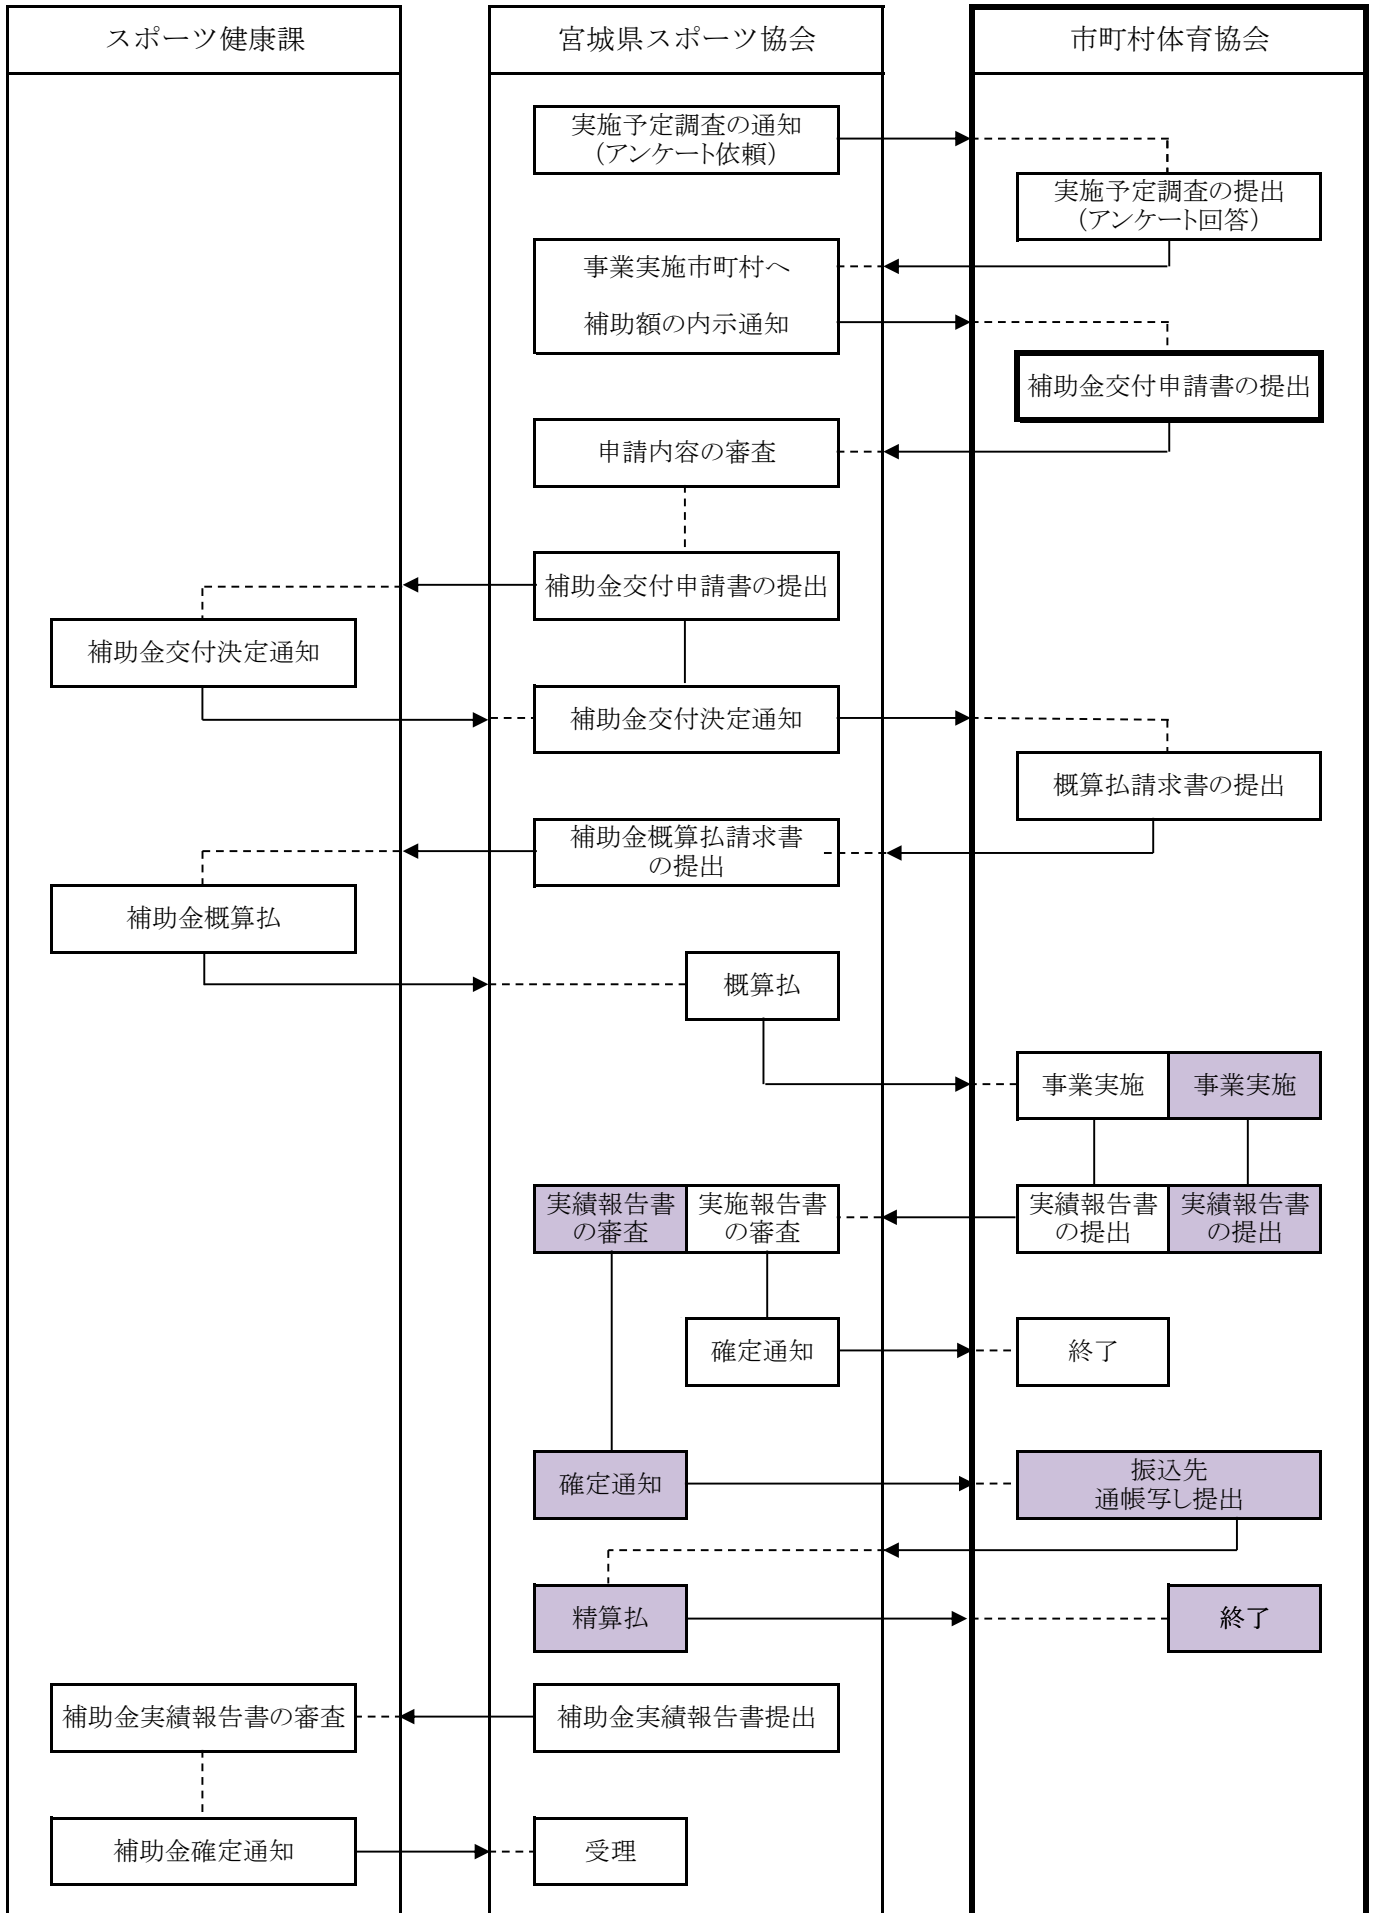 スポーツ健康課
宮城県スポーツ協会
市町村体育協会
実施予定調査の通知
（アンケート依頼）
実施予定調査の提出
（アンケート回答）
事業実施市町村へ
補助額の内示通知
補助金交付申請書の提出
申請内容の審査
補助金交付申請書の提出
補助金交付決定通知
補助金交付決定通知
概算払請求書の提出
補助金概算払請求書
の提出
補助金概算払
概算払
事業実施
事業実施
実績報告書
の審査
実施報告書
の審査
実績報告書
の提出
実績報告書
の提出
確定通知
終了
確定通知
振込先
通帳写し提出
精算払
終了
補助金実績報告書の審査
補助金実績報告書提出
補助金確定通知
受理